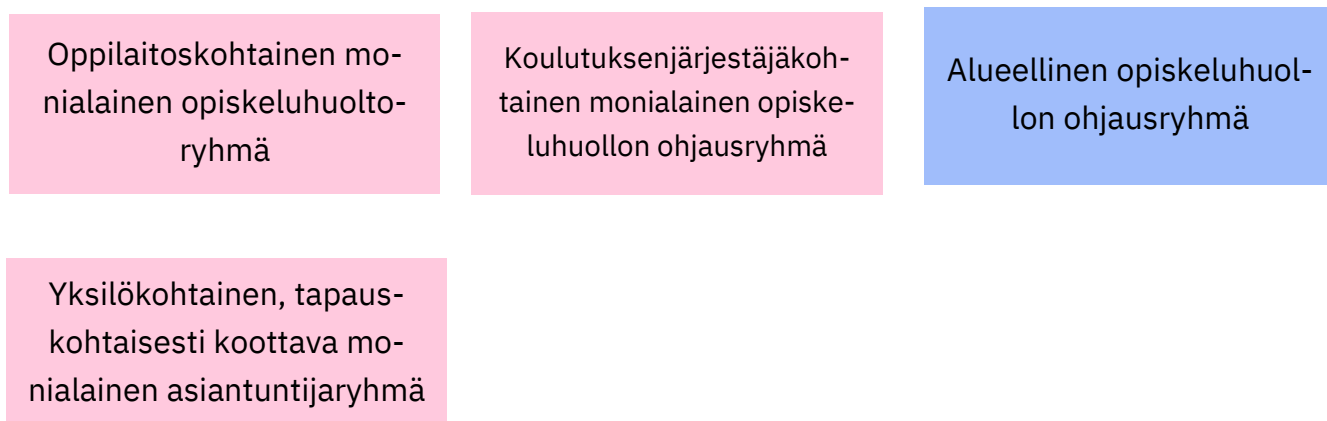 Oppilaitoskohtainen mo-
nialainen opiskeluhuolto-
ryhmä
Koulutuksenjärjestäjäkoh-
tainen monialainen opiske-
luhuollon ohjausryhmä
Alueellinen opiskeluhuol-
lon ohjausryhmä
Yksilökohtainen, tapaus-
kohtaisesti koottava mo-
nialainen asiantuntijaryhmä